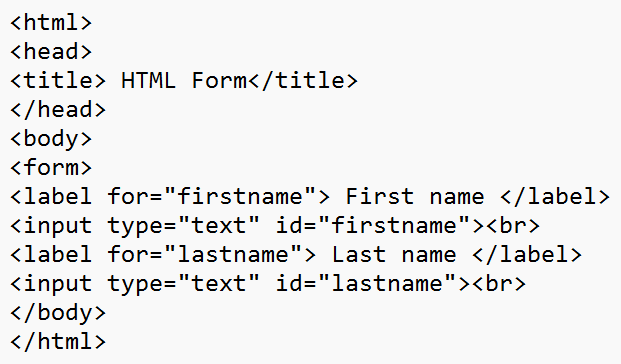 <html>
<head>
<title> HTML Form</title>
</head>
<body>
<form>
<label for="firstname"> First name </label>
<input type="text" id="firstname"><br>
<label for="lastname"> Last name </label>
<input type="text" id="lastname"><br>
</body>
</html>